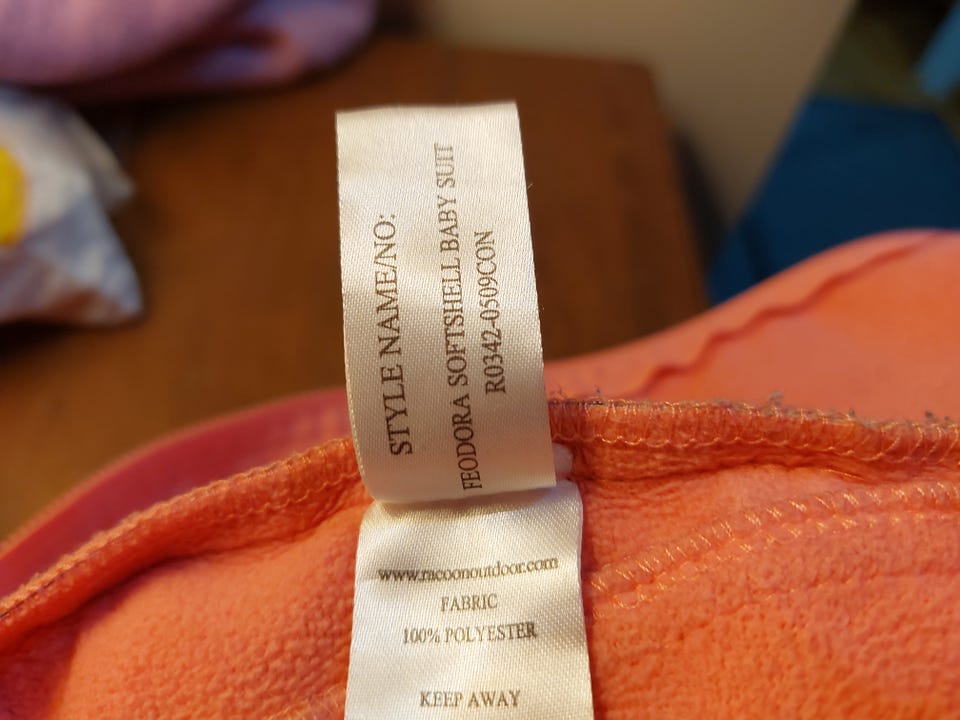 STYLE NAME/NO:
FEODORA SOFTSHELL BABY SUIT
R0342-0509CON
www.racoonoutdoor.com
FABRIC
100% POLYESTER
KEEP AWAY